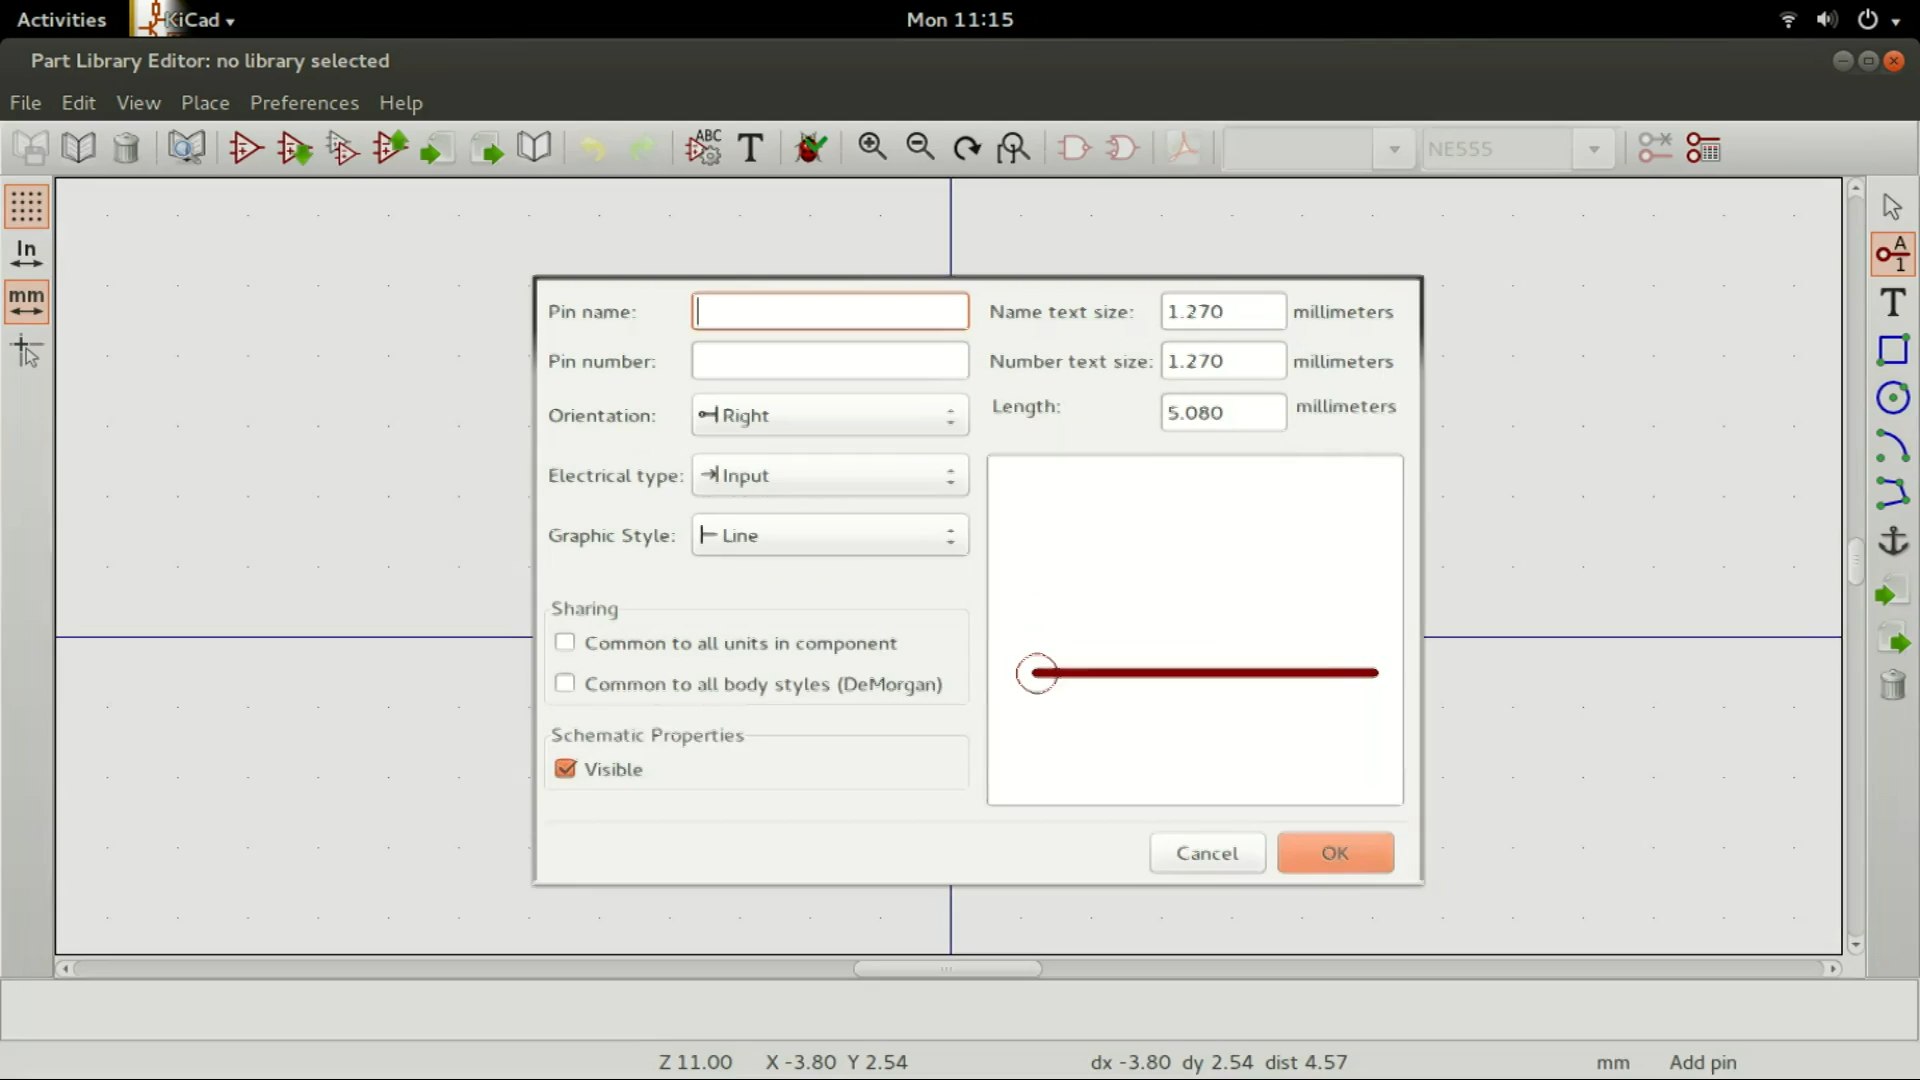 Activities KiCad Mon 11:15
Part Library Editor: no library selected
File Edit View Place Preferences Help
ABC T NE555
In
mm
A
1
T
Pin name: Name text size: 1.270 millimeters
Pin number: Number text size: 1.270 millimeters
Orientation: Right Length: 5.080 millimeters
Electrical type: Input
Graphic Style: Line
Sharing
Common to all units in component
Common to all body styles (DeMorgan)
Schematic Properties
Visible
Cancel OK
Z 11.00 X -3.80 Y 2.54 dx -3.80 dy 2.54 dist 4.57 mm Add pin